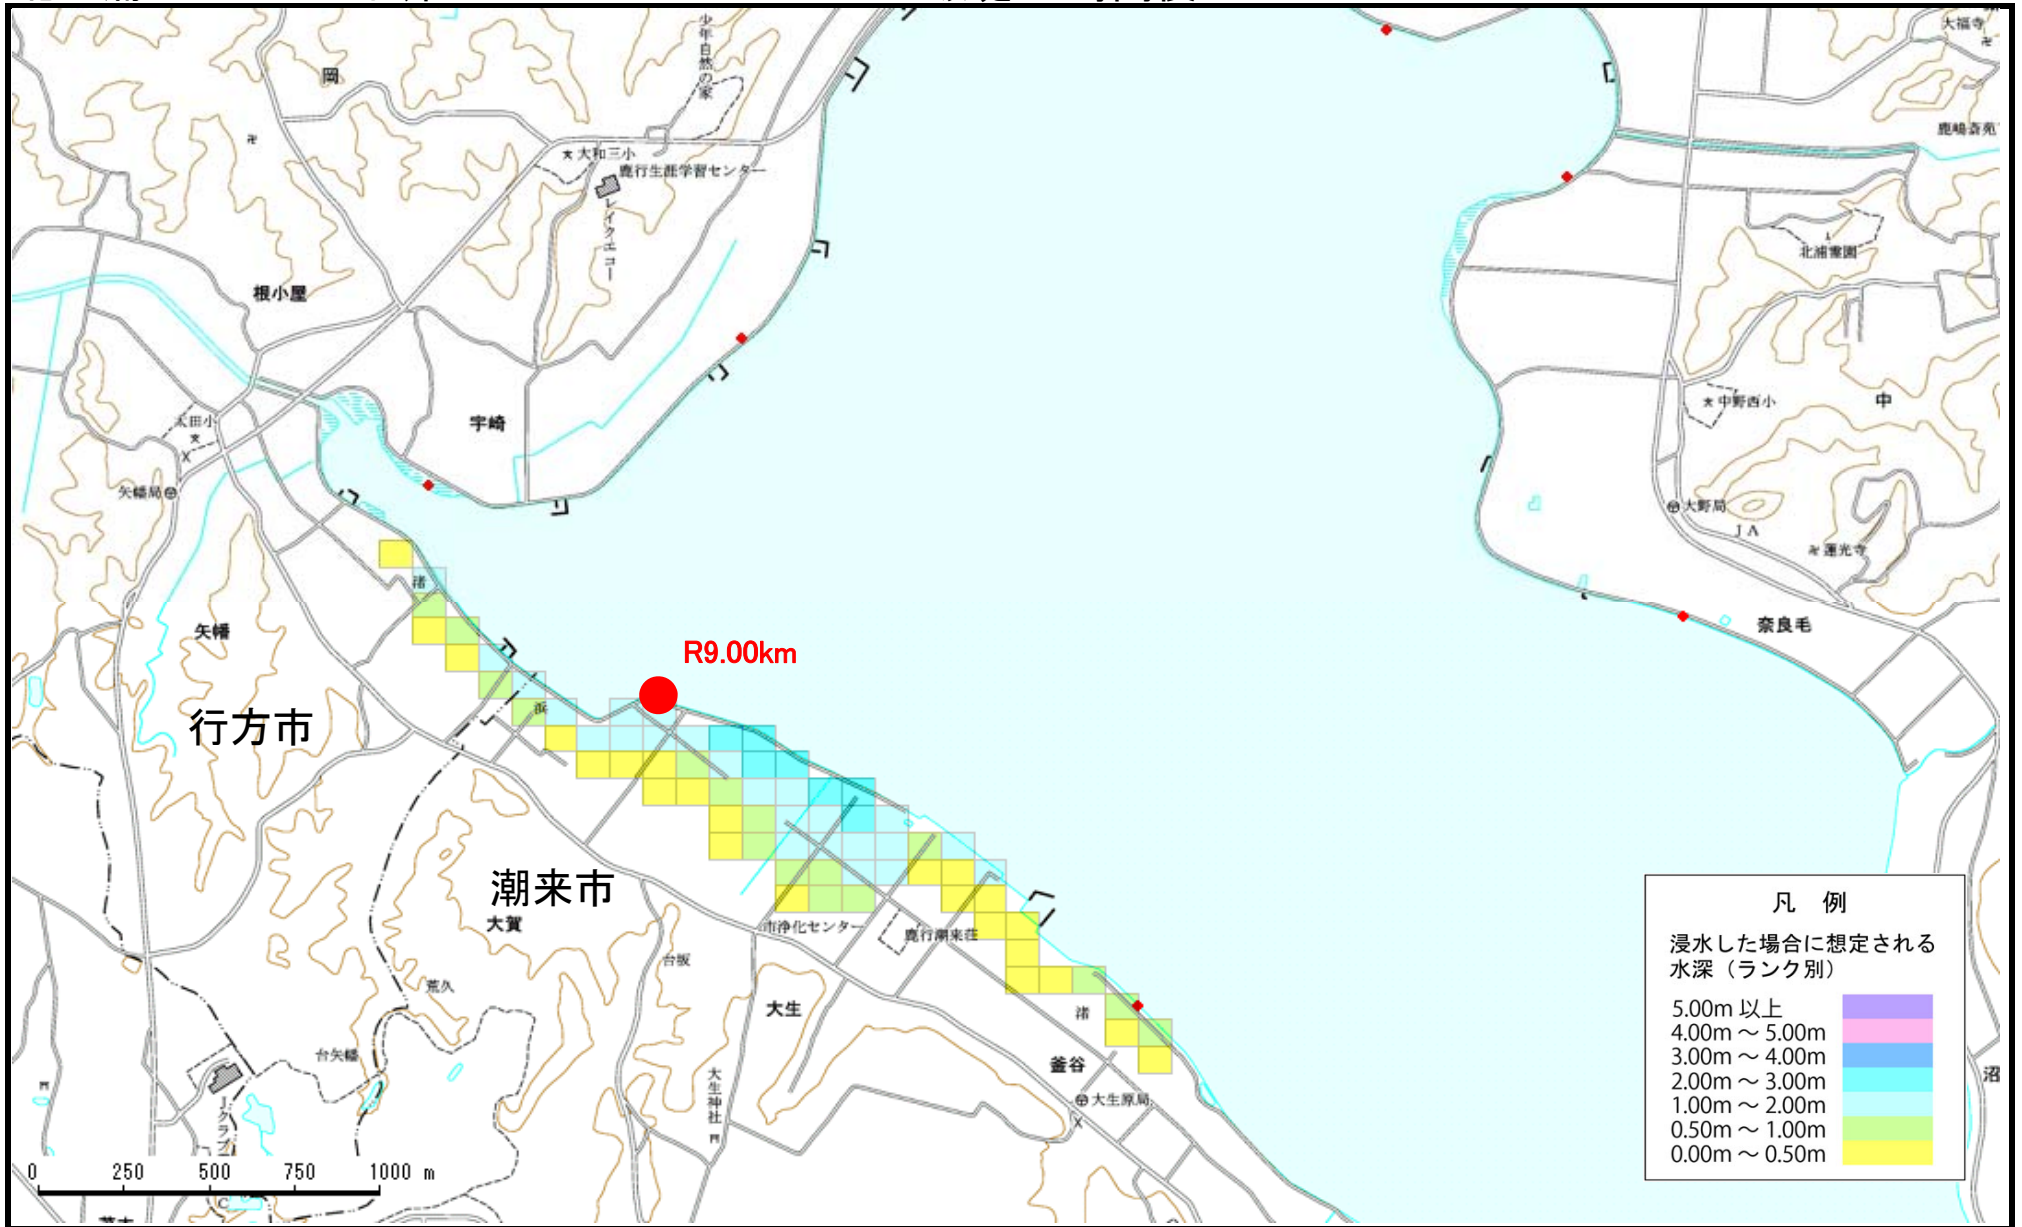 大福寺
少年自然の家
岡
鹿嶋斎苑
大和三小
鹿行生涯学習センター
レイクエコー
北浦霊園
根小屋
太田小
宇崎
中野西小
中
矢幡局
大野局
JA
蓮光寺
渚
矢幡
奈良毛
R9.00km
浜
行方市
潮来市
大賀
市浄化センター
鹿行潮来荘
台坂
荒久
大生
渚
台矢幡
釜谷
大生原局
大生神社
Jクラブ
沼
凡 例
浸水した場合に想定される
水深（ランク別）
5.00m 以上
4.00m ～ 5.00m
3.00m ～ 4.00m
2.00m ～ 3.00m
1.00m ～ 2.00m
0.50m ～ 1.00m
0.00m ～ 0.50m
0 250 500 750 1000 m